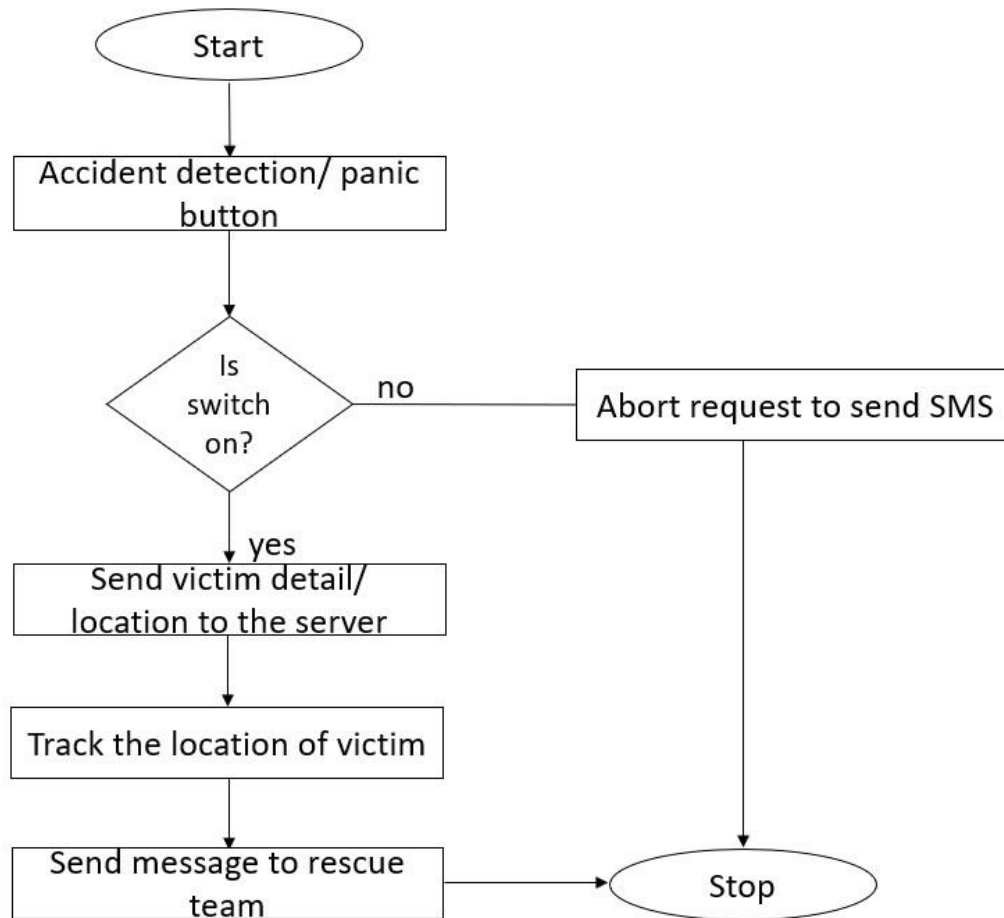 Start
Accident detection/ panic
button
Is
switch
on?
no
Abort request to send SMS
yes
Send victim detail/
location to the server
Track the location of victim
Send message to rescue
team
Stop